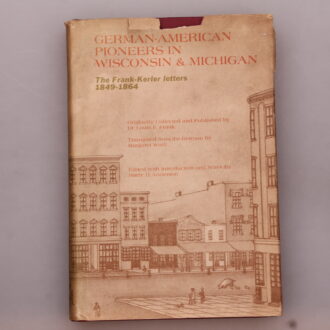 GERMAN-AMERICAN
PIONEERS IN
WISCONSIN & MICHIGAN
The Frank-Kerler letters
1849-1864
Originally Collected and Published by
Dr. Louis F. Frank
Translated from the German by
Margaret Wolff
Edited with Introduction and Notes by
Harry H. Anderson